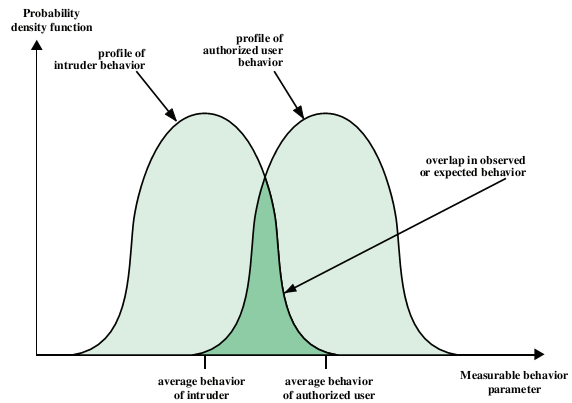 Probability
density function
profile of
intruder behavior
profile of
authorized user
behavior
overlap in observed
or expected behavior
average behavior
of intruder
average behavior
of authorized user
Measurable behavior
parameter